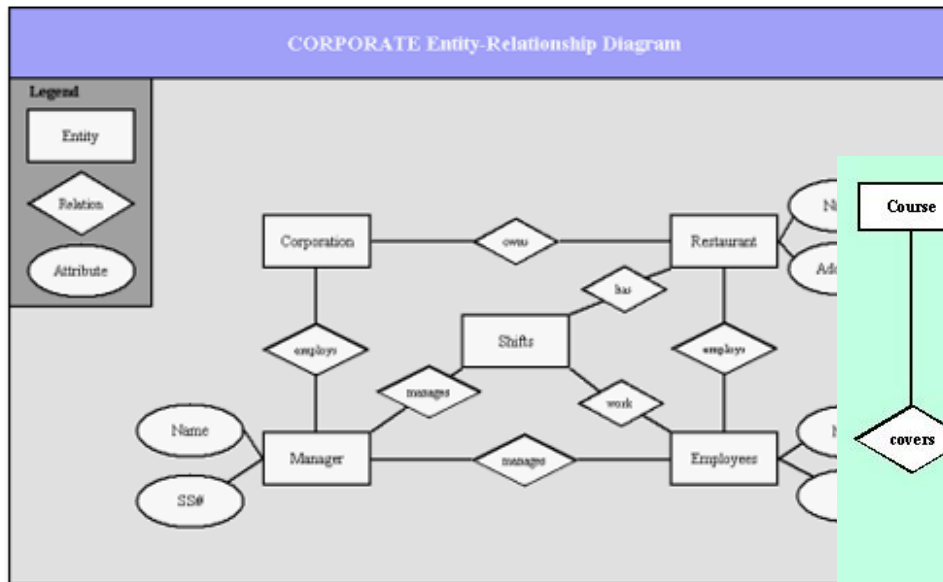 CORPORATE Entity-Relationship Diagram
Legend
Entity
Relation
Attribute
Course
Corporation
owns
Restaurant
has
Shifts
employs
employs
manages
work
covers
Name
Manager
manages
Employees
SS#